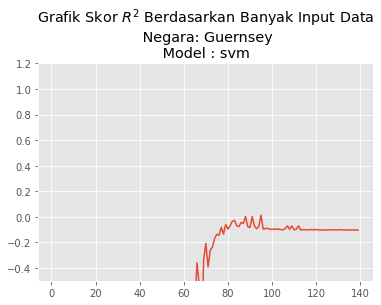 Grafik Skor R² Berdasarkan Banyak Input Data
Negara: Guernsey
Model : svm
1.2
1.0
0.8
0.6
0.4
0.2
0.0
−0.2
−0.4
0 20 40 60 80 100 120 140